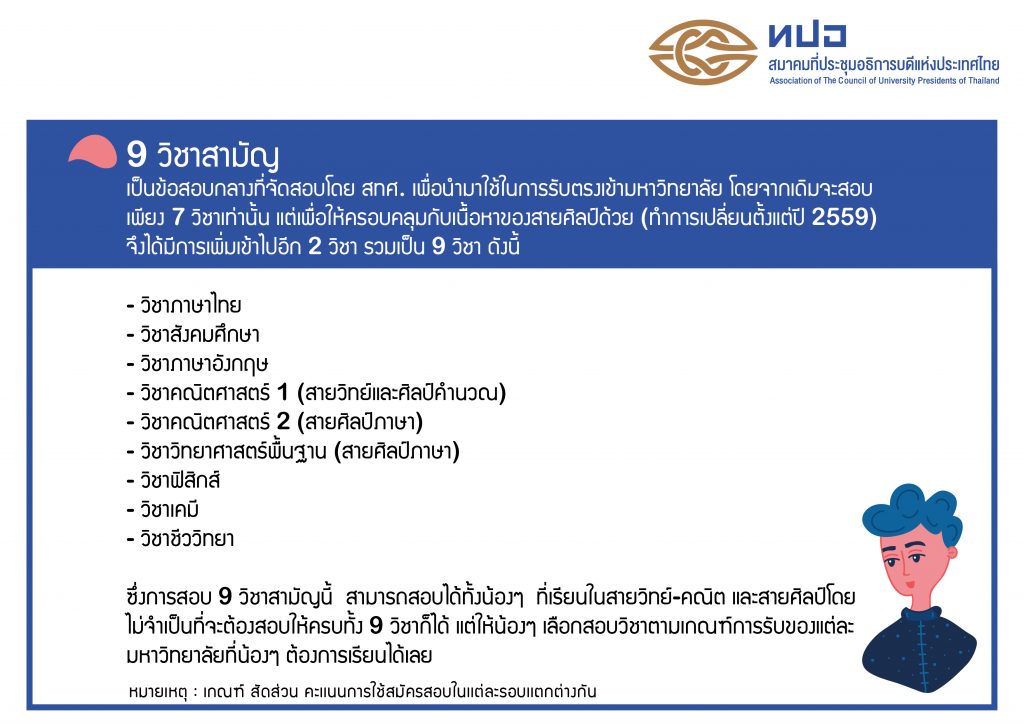 ทปอ
สมาคมที่ประชุมอธิการบดีแห่งประเทศไทย
Association of The Council of University Presidents of Thailand
9 วิชาสามัญ
เป็นข้อสอบกลางที่จัดสอบโดย สทศ. เพื่อนำมาใช้ในการรับตรงเข้ามหาวิทยาลัย โดยจากเดิมจะสอบ
เพียง 7 วิชาเท่านั้น แต่เพื่อให้ครอบคลุมกับเนื้อหาของสายศิลป์ด้วย (ทำการเปลี่ยนตั้งแต่ปี 2559)
จึงได้มีการเพิ่มเข้าไปอีก 2 วิชา รวมเป็น 9 วิชา ดังนี้
- วิชาภาษาไทย
- วิชาสังคมศึกษา
- วิชาภาษาอังกฤษ
- วิชาคณิตศาสตร์ 1 (สายวิทย์และศิลป์คำนวณ)
- วิชาคณิตศาสตร์ 2 (สายศิลป์ภาษา)
- วิชาวิทยาศาสตร์พื้นฐาน (สายศิลป์ภาษา)
- วิชาฟิสิกส์
- วิชาเคมี
- วิชาชีววิทยา
ซึ่งการสอบ 9 วิชาสามัญนี้ สามารถสอบได้ทั้งน้องๆ ที่เรียนในสายวิทย์-คณิต และสายศิลป์โดย
ไม่จำเป็นที่จะต้องสอบให้ครบทั้ง 9 วิชาก็ได้ แต่ให้น้องๆ เลือกสอบวิชาตามเกณฑ์การรับของแต่ละ
มหาวิทยาลัยที่น้องๆ ต้องการเรียนได้เลย
หมายเหตุ : เกณฑ์ สัดส่วน คะแนนการใช้สมัครสอบในแต่ละรอบแตกต่างกัน